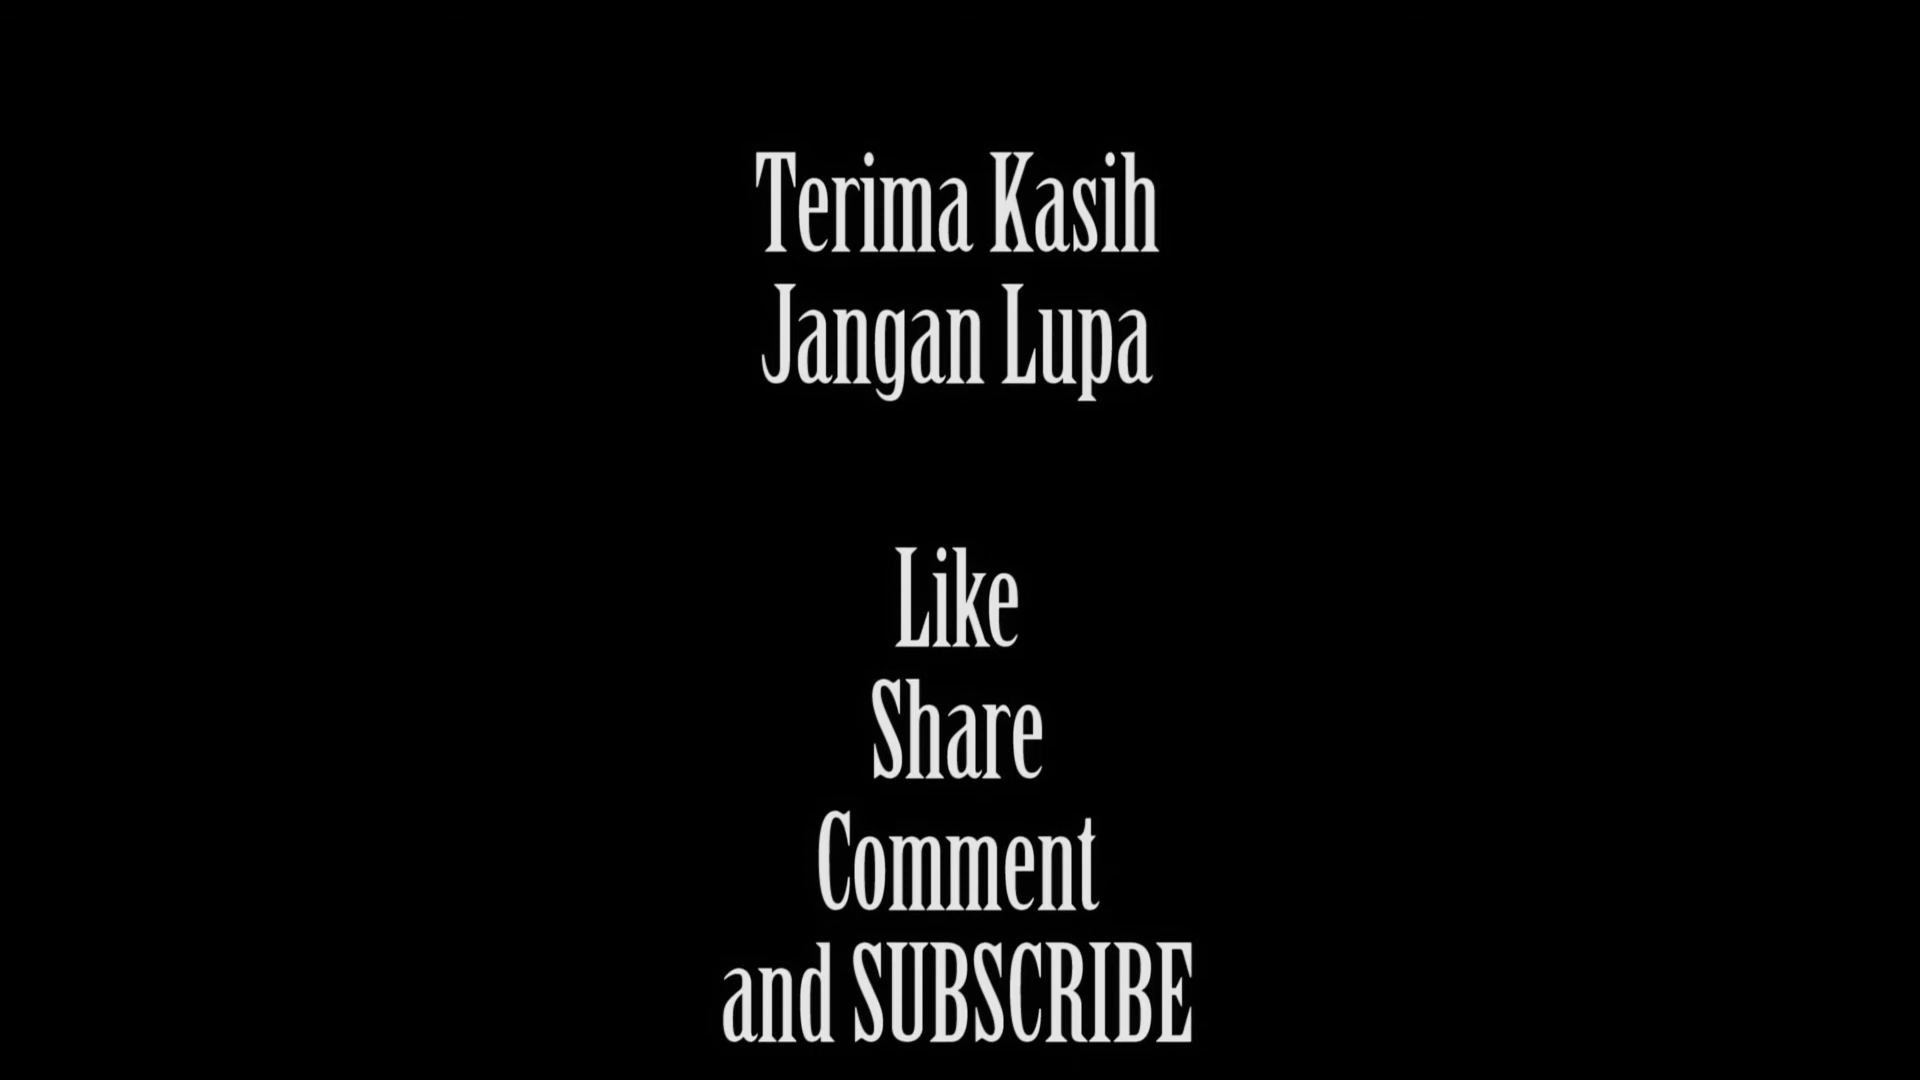 Terima Kasih
Jangan Lupa
Like
Share
Comment
and SUBSCRIBE